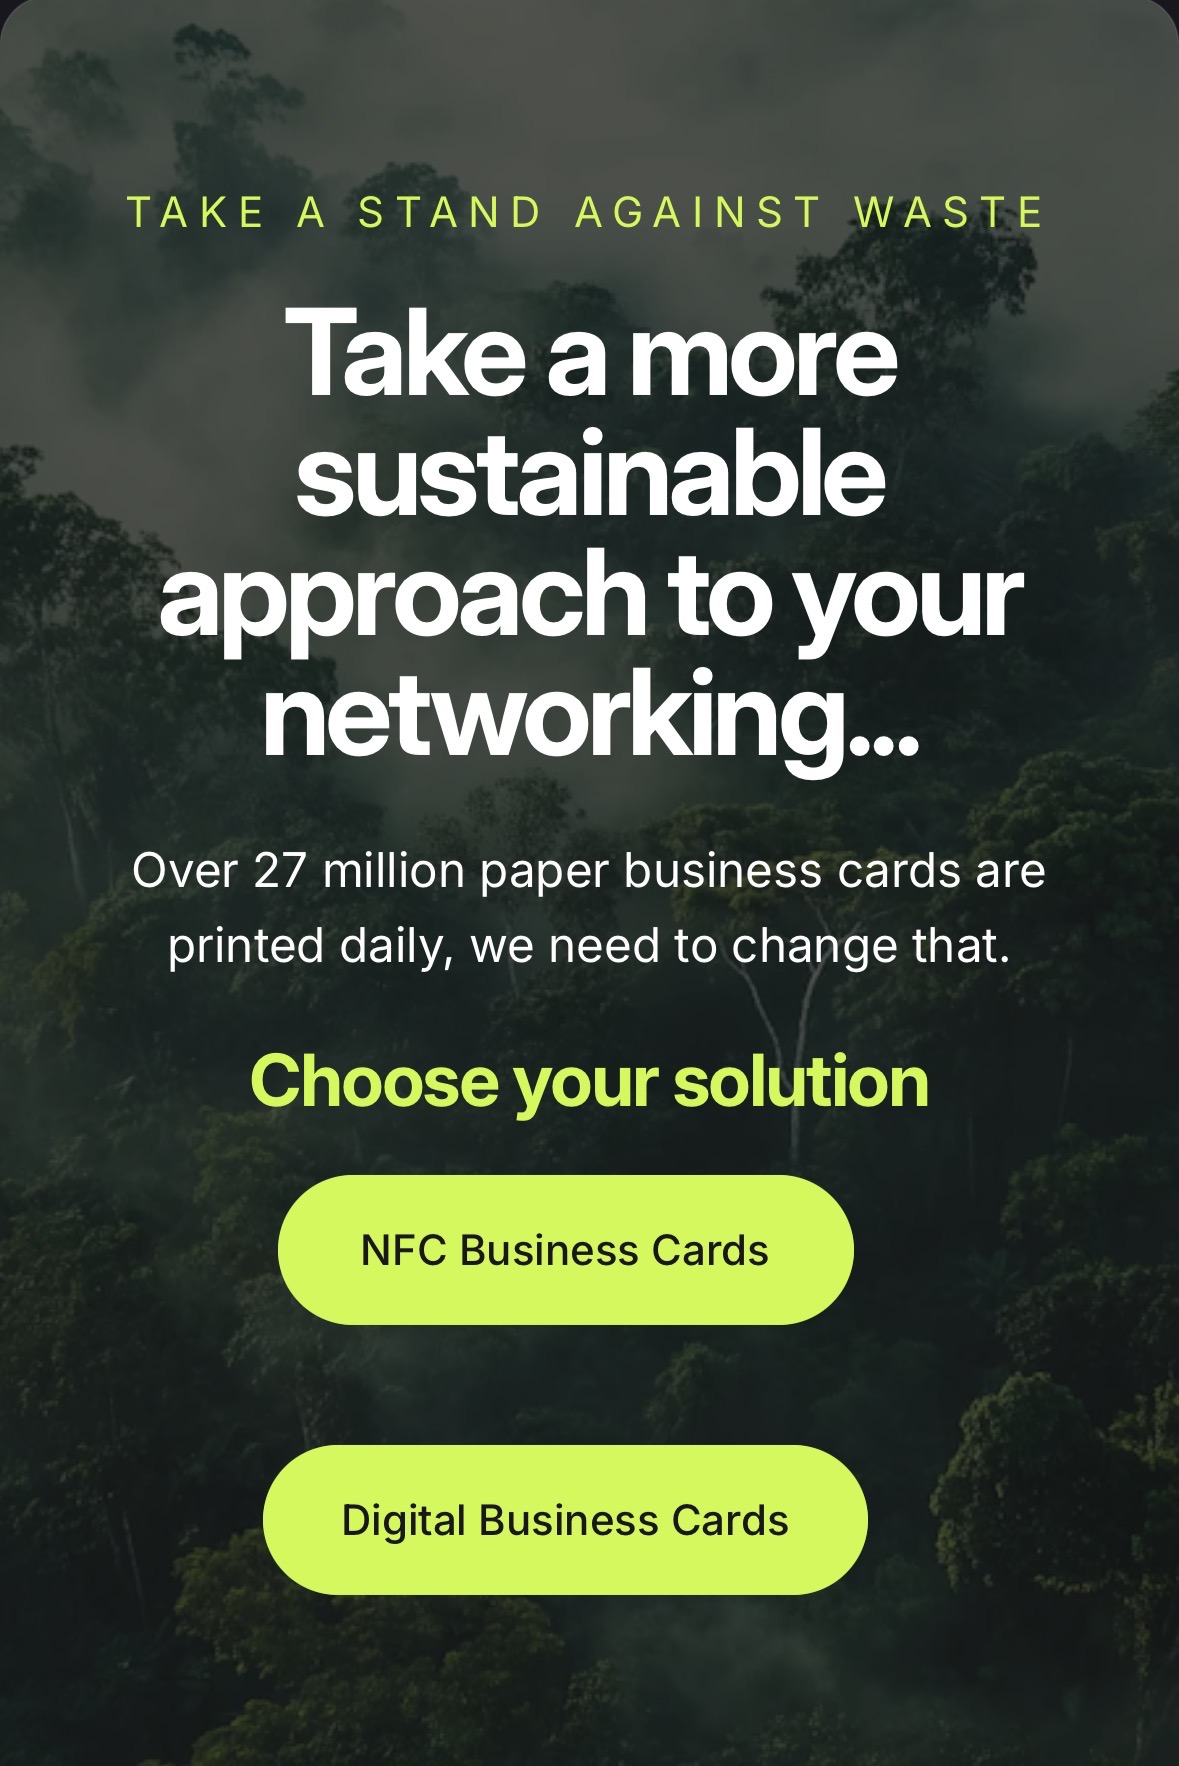 TAKE A STAND AGAINST WASTE
Take a more
sustainable
approach to your
networking...
Over 27 million paper business cards are
printed daily, we need to change that.
Choose your solution
NFC Business Cards
Digital Business Cards